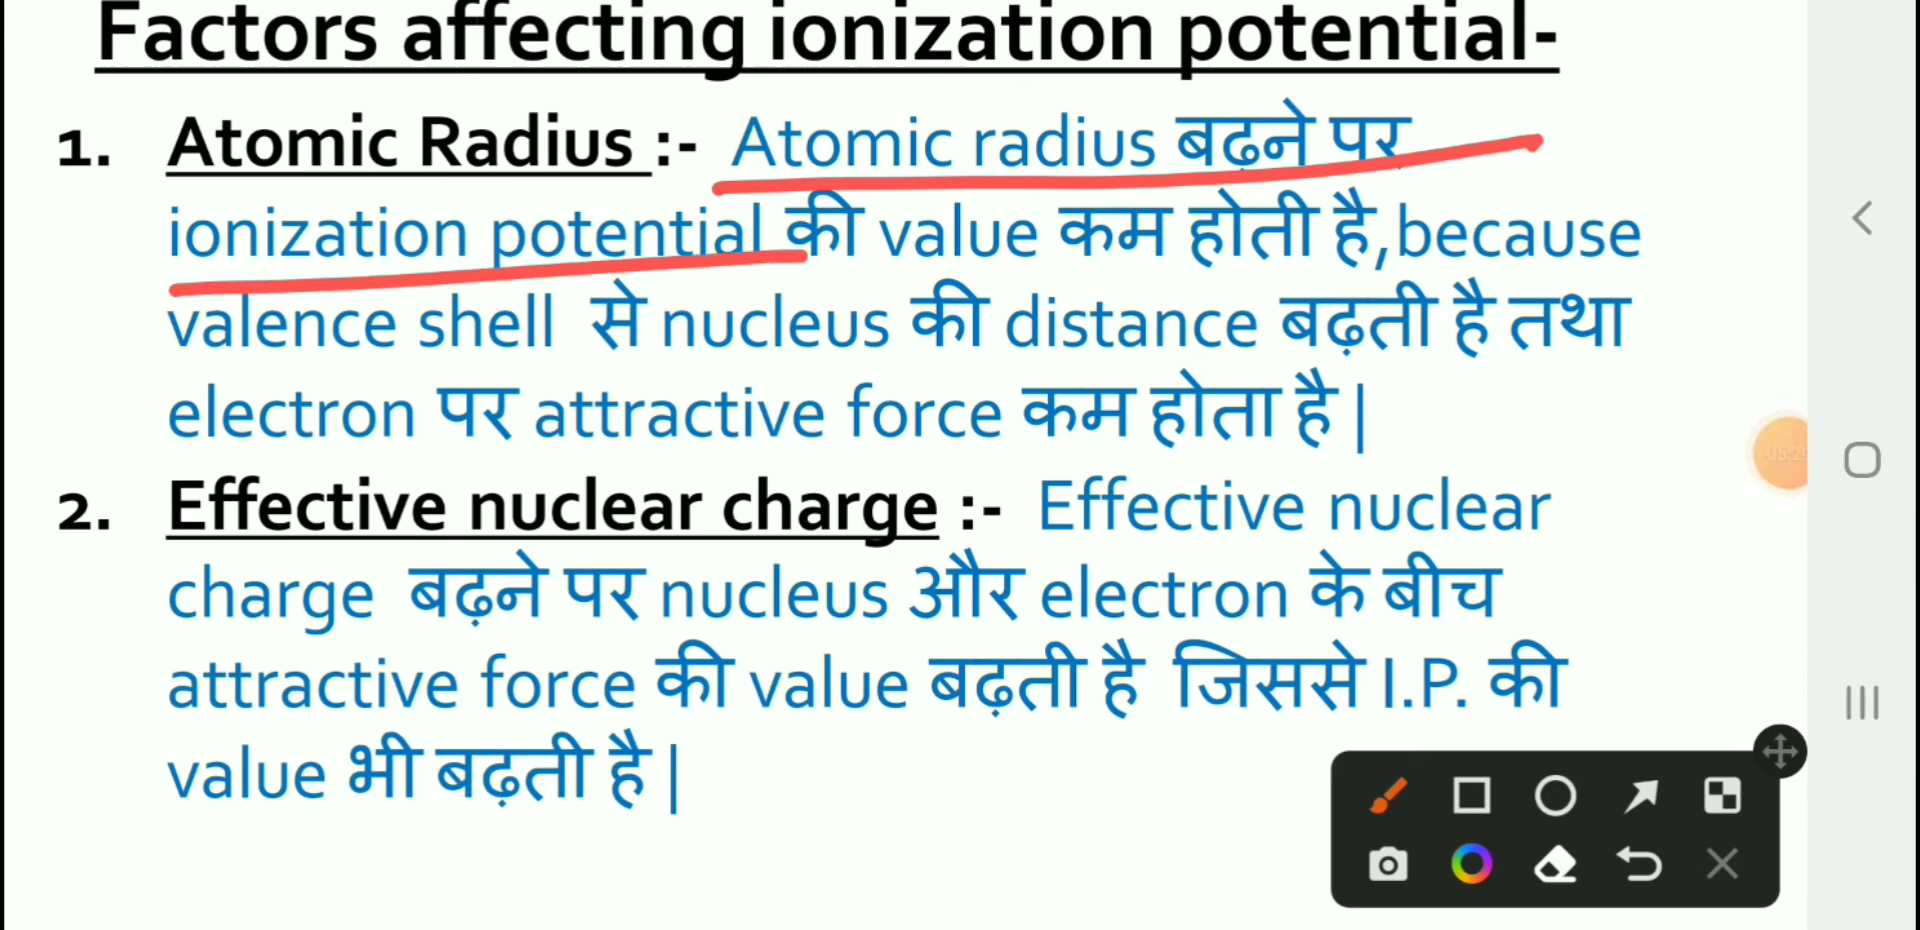 Factors affecting ionization potential-
1. Atomic Radius :- Atomic radius बढ़ने पर
ionization potential की value कम होती है,because
valence shell से nucleus की distance बढ़ती है तथा
electron पर attractive force कम होता है|
2. Effective nuclear charge :- Effective nuclear
charge बढ़ने पर nucleus और electron के बीच
attractive force की value बढ़ती है जिससे I.P. की
value भी बढ़ती है|